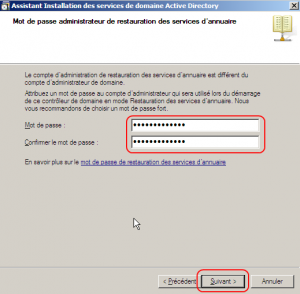 Assistant Installation des services de domaine Active Directory
Mot de passe administrateur de restauration des services d'annuaire
Le compte d'administration de restauration des services d'annuaire est différent du
compte d'administrateur de domaine.
Attribuez un mot de passe au compte d'administrateur qui sera utilisé lors du démarrage
de ce contrôleur de domaine en mode Restauration des services d'annuaire. Nous
vous recommandons de choisir un mot de passe fort.
Mot de passe :
•••••••••••••
Confirmer le mot de passe :
•••••••••••••
En savoir plus sur le mot de passe de restauration des services d'annuaire
< Précédent
Suivant >
Annuler